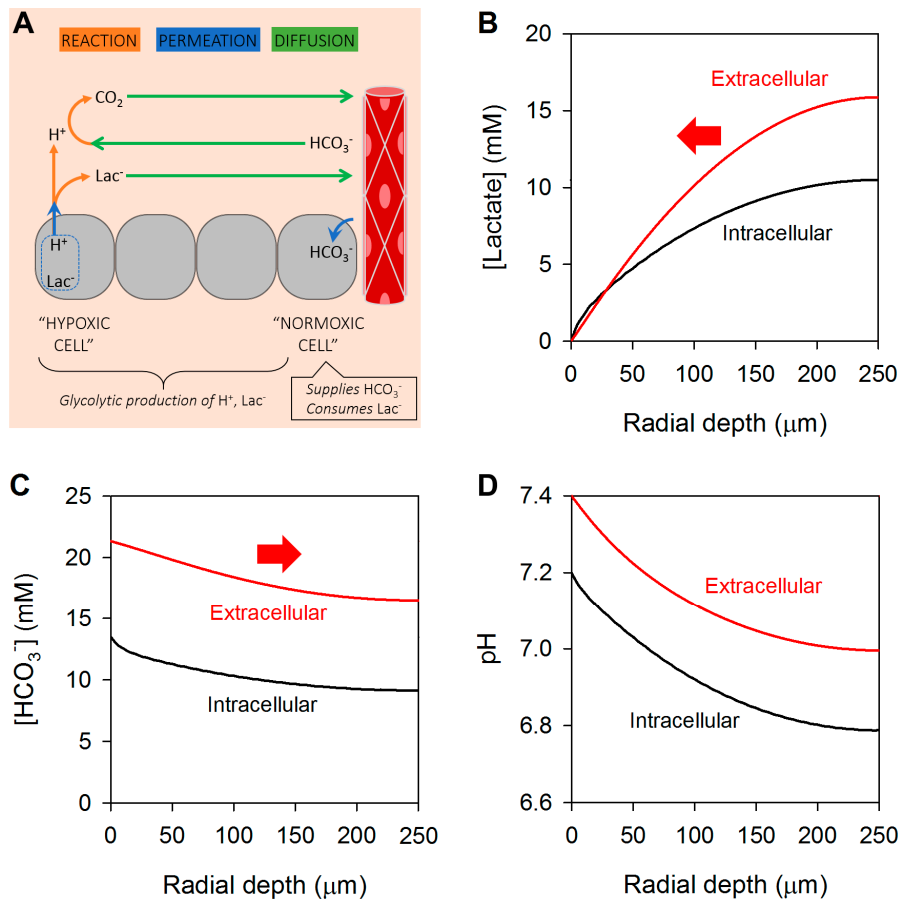 A
REACTION PERMEATION DIFFUSION
CO₂
H⁺ HCO₃⁻
Lac⁻
H⁺ HCO₃⁻
Lac⁻
“HYPOXIC “NORMOXIC
CELL” CELL”
Glycolytic production of H⁺, Lac⁻
Supplies HCO₃⁻
Consumes Lac⁻
B
[Lactate] (mM)
20
15
10
5
0
Extracellular
Intracellular
0 50 100 150 200 250
Radial depth (μm)
C
[HCO₃⁻] (mM)
25
20
15
10
5
0
Extracellular
Intracellular
0 50 100 150 200 250
Radial depth (μm)
D
pH
7.4
7.2
7.0
6.8
6.6
Extracellular
Intracellular
0 50 100 150 200 250
Radial depth (μm)